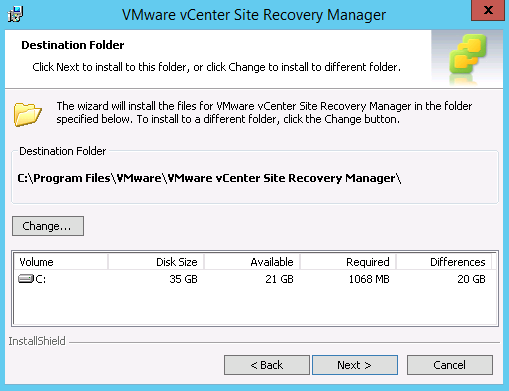 VMware vCenter Site Recovery Manager
X
Destination Folder
Click Next to install to this folder, or click Change to install to different folder.
The wizard will install the files for VMware vCenter Site Recovery Manager in the folder
specified below. To install to a different folder, click the Change button.
Destination Folder
C:\Program Files\VMware\VMware vCenter Site Recovery Manager\
Change...
Volume Disk Size Available Required Differences
C: 35 GB 21 GB 1068 MB 20 GB
InstallShield
< Back Next > Cancel